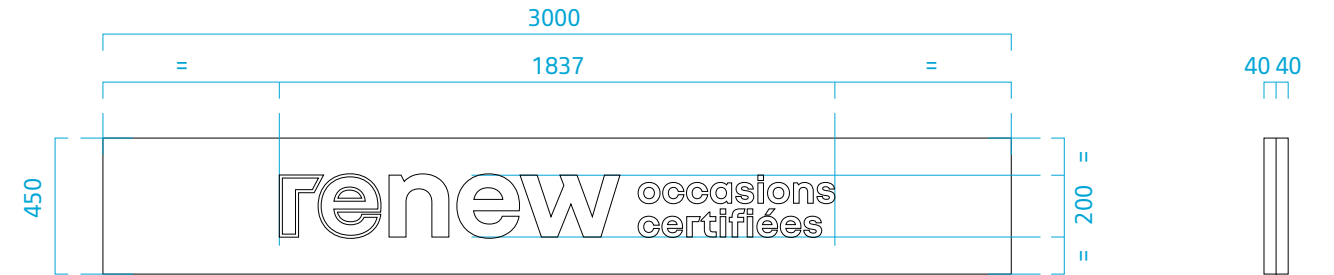 3000
= 1837 =
40 40
450
renew occasions
certifiées
=
200
=